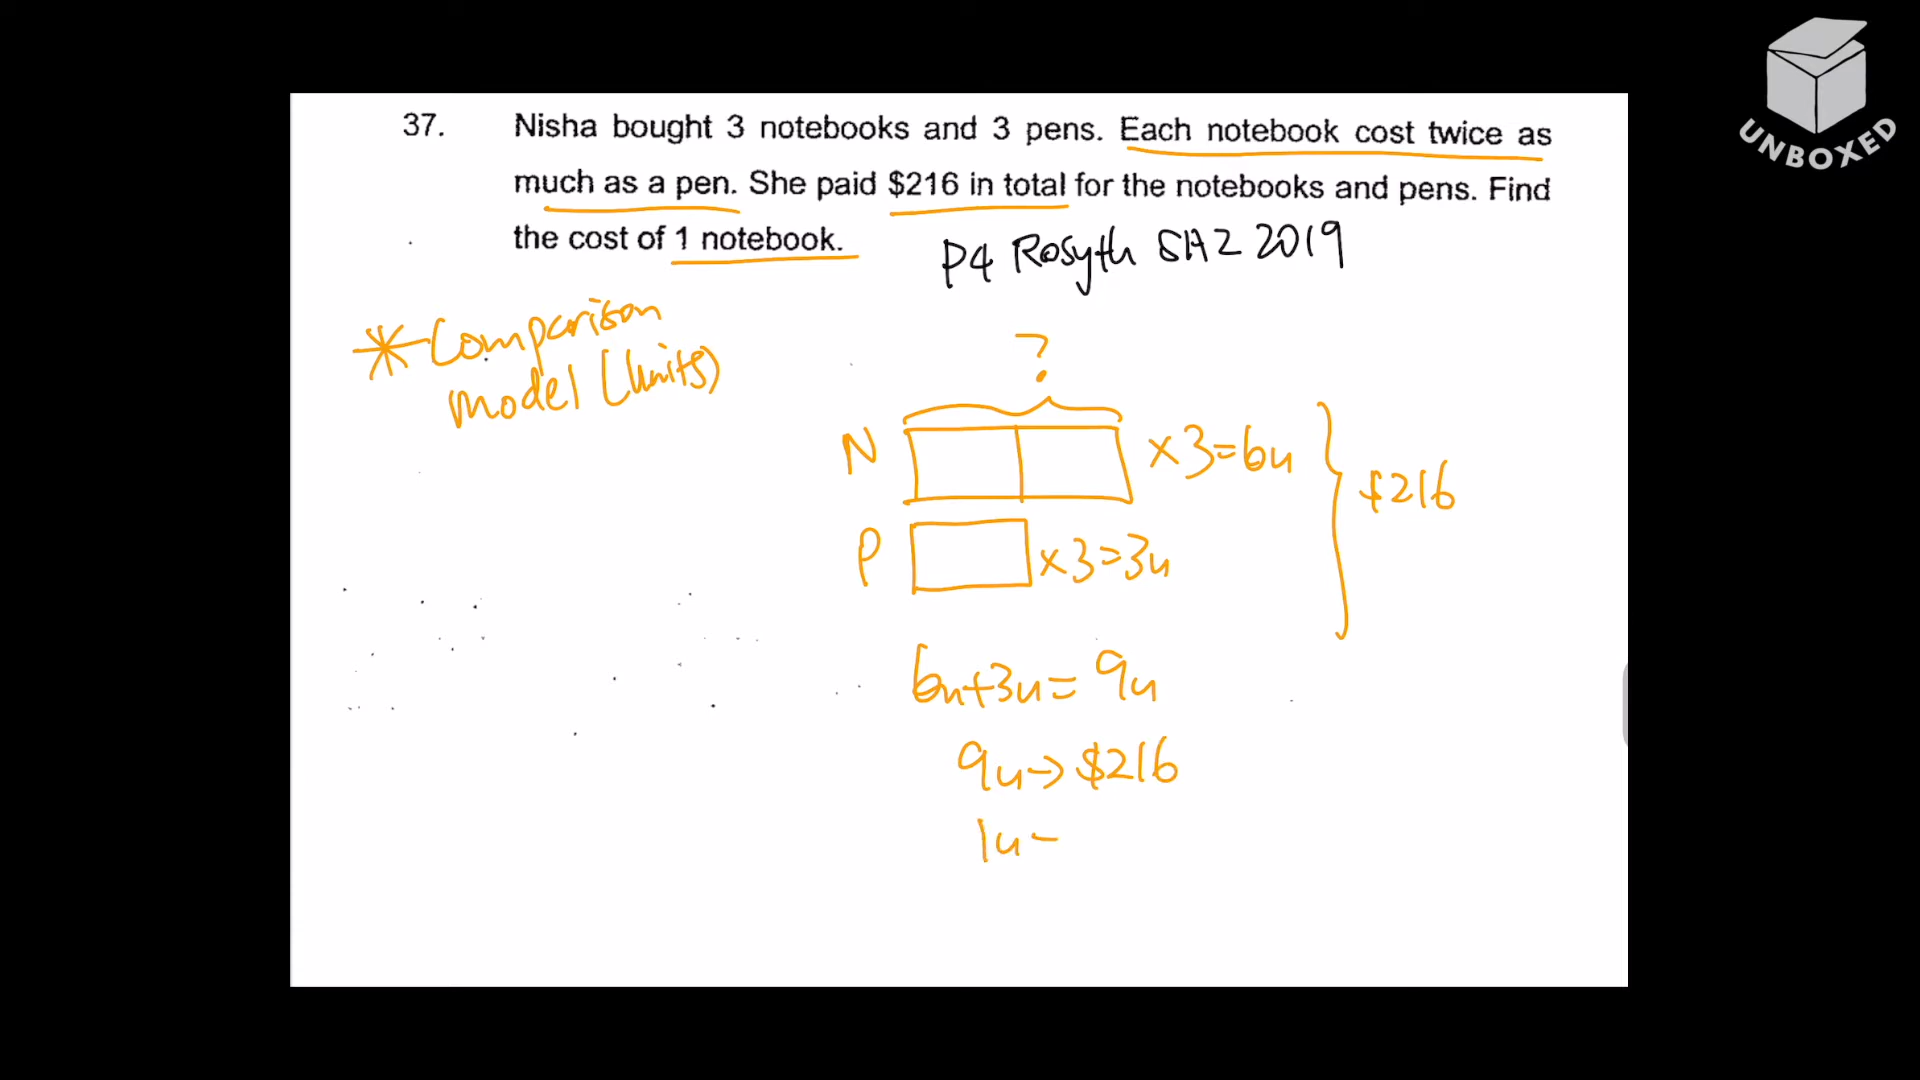 UNBOXED
37. Nisha bought 3 notebooks and 3 pens. Each notebook cost twice as
much as a pen. She paid $216 in total for the notebooks and pens. Find
the cost of 1 notebook.
P4 Rosyth SA2 2019
* Comparison
model (units)
?
N ×3=6u
$216
P ×3=3u
6u+3u= 9u
9u→$216
1u-